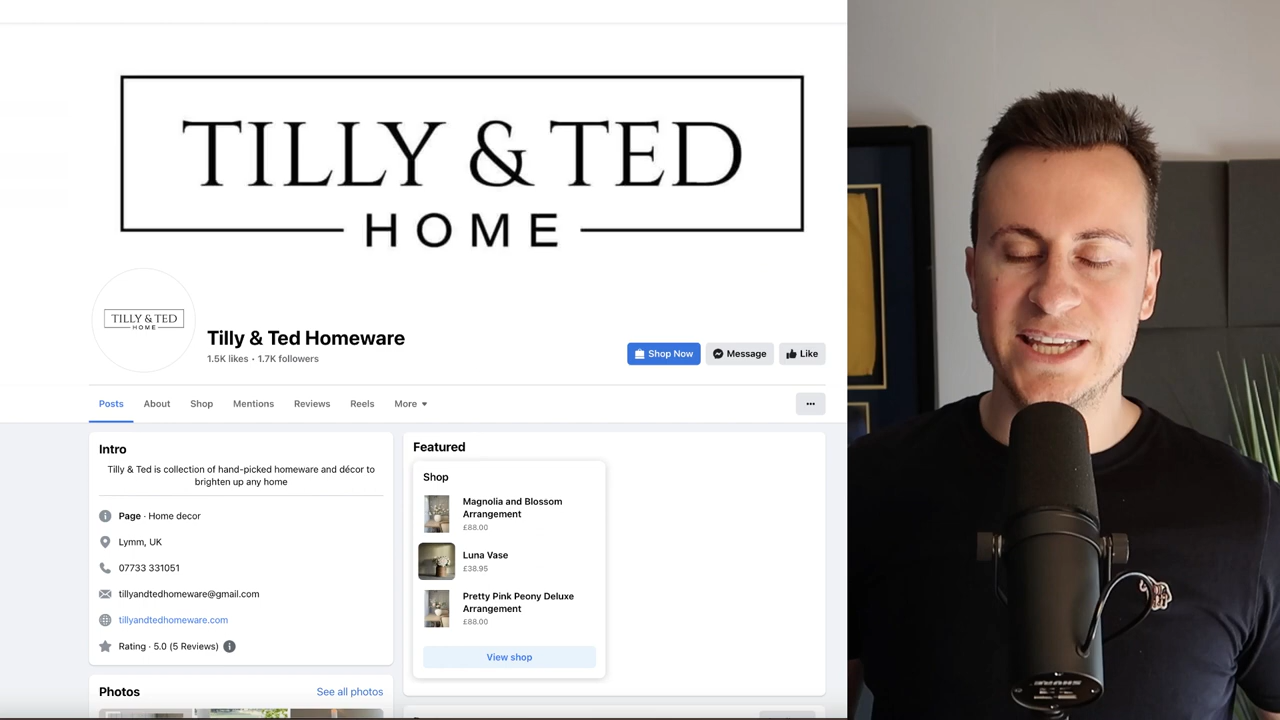 TILLY & TED
HOME
TILLY & TED
HOME
Tilly & Ted Homeware
1.5K likes • 1.7K followers
Shop Now
Message
Like
Posts
About
Shop
Mentions
Reviews
Reels
More
Intro
Tilly & Ted is collection of hand-picked homeware and décor to
brighten up any home
Page · Home decor
Lymm, UK
07733 331051
tillyandtedhomeware@gmail.com
tillyandtedhomeware.com
Rating · 5.0 (5 Reviews)
Photos
See all photos
Featured
Shop
Magnolia and Blossom
Arrangement
£88.00
Luna Vase
£38.95
Pretty Pink Peony Deluxe
Arrangement
£88.00
View shop